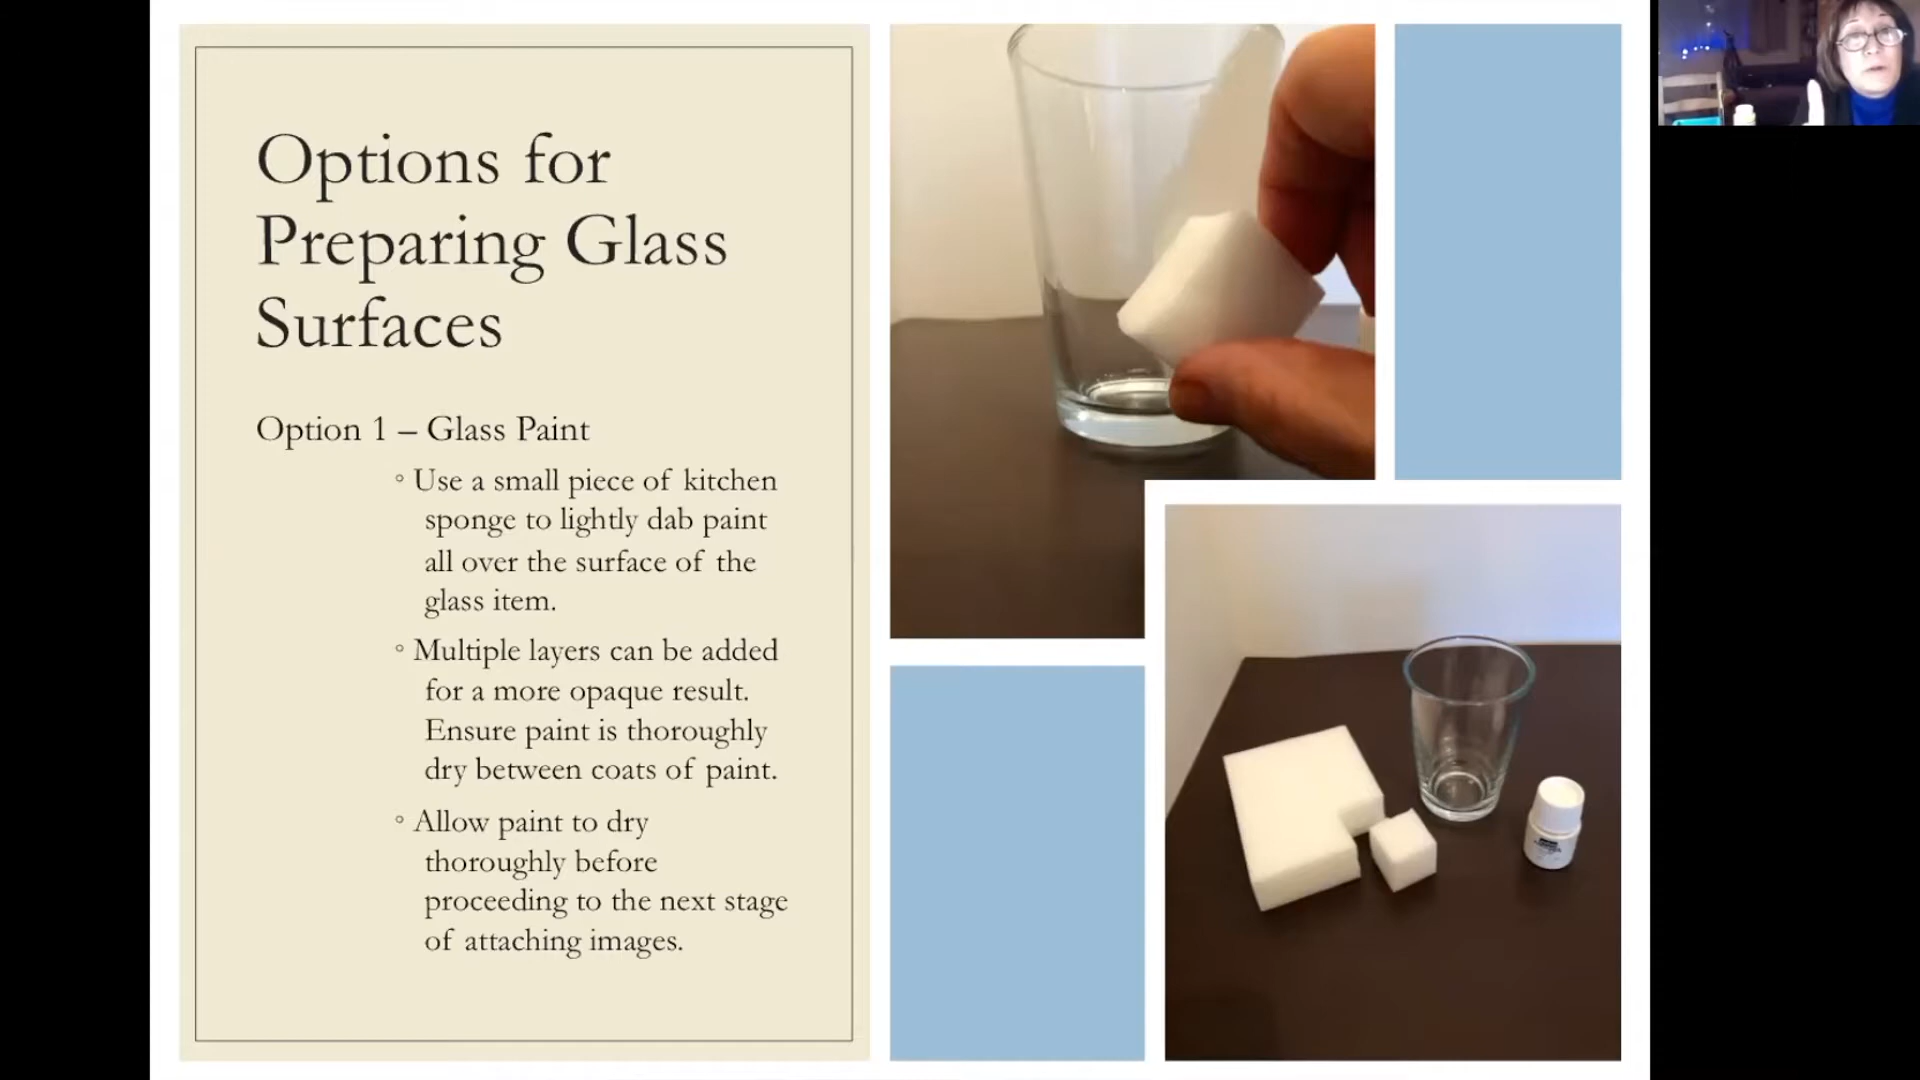 Options for
Preparing Glass
Surfaces
Option 1 – Glass Paint
◦ Use a small piece of kitchen
sponge to lightly dab paint
all over the surface of the
glass item.
◦ Multiple layers can be added
for a more opaque result.
Ensure paint is thoroughly
dry between coats of paint.
◦ Allow paint to dry
thoroughly before
proceeding to the next stage
of attaching images.